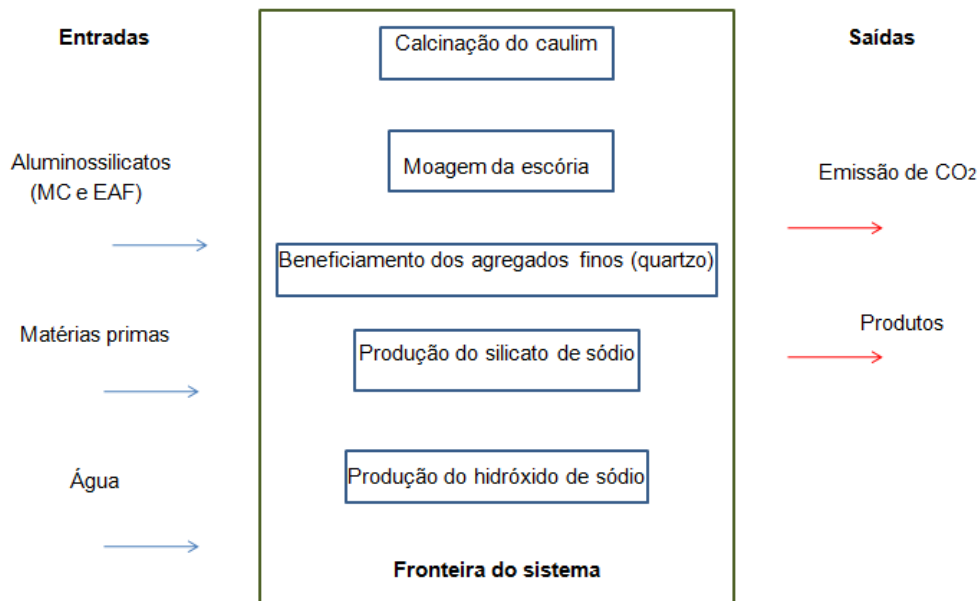 Entradas
Aluminossilicatos
(MC e EAF)
Matérias primas
Água
Calcinação do caulim
Moagem da escória
Beneficiamento dos agregados finos (quartzo)
Produção do silicato de sódio
Produção do hidróxido de sódio
Fronteira do sistema
Saídas
Emissão de CO2
Produtos